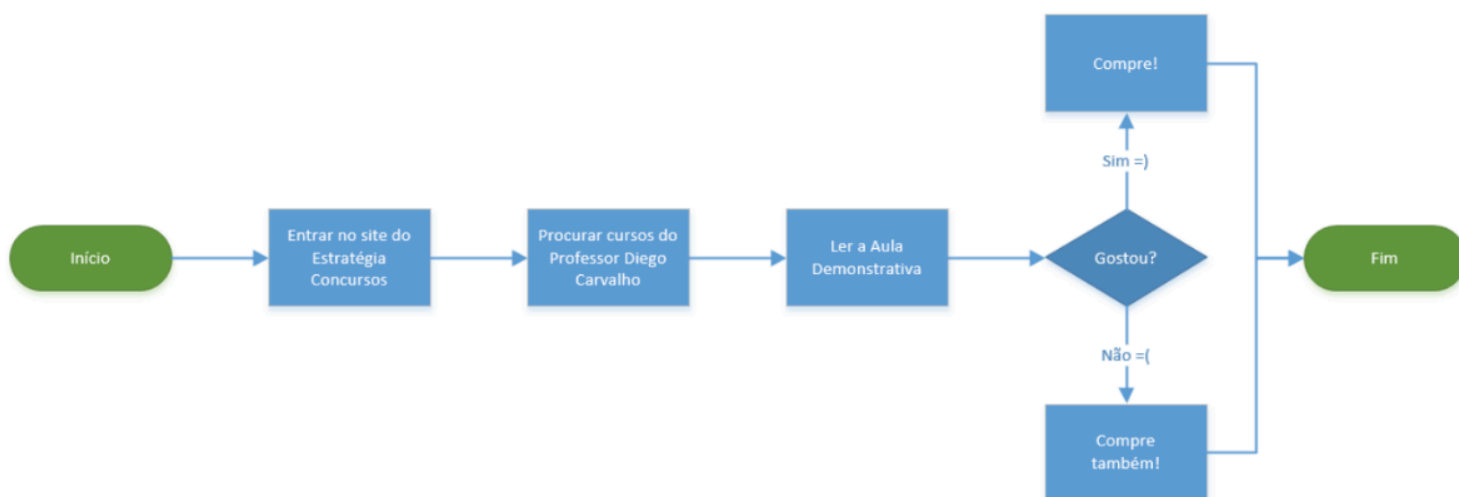 Início
Entrar no site do
Estratégia
Concursos
Procurar cursos do
Professor Diego
Carvalho
Ler a Aula
Demonstrativa
Gostou?
Sim =)
Compre!
Não =(
Compre
também!
Fim